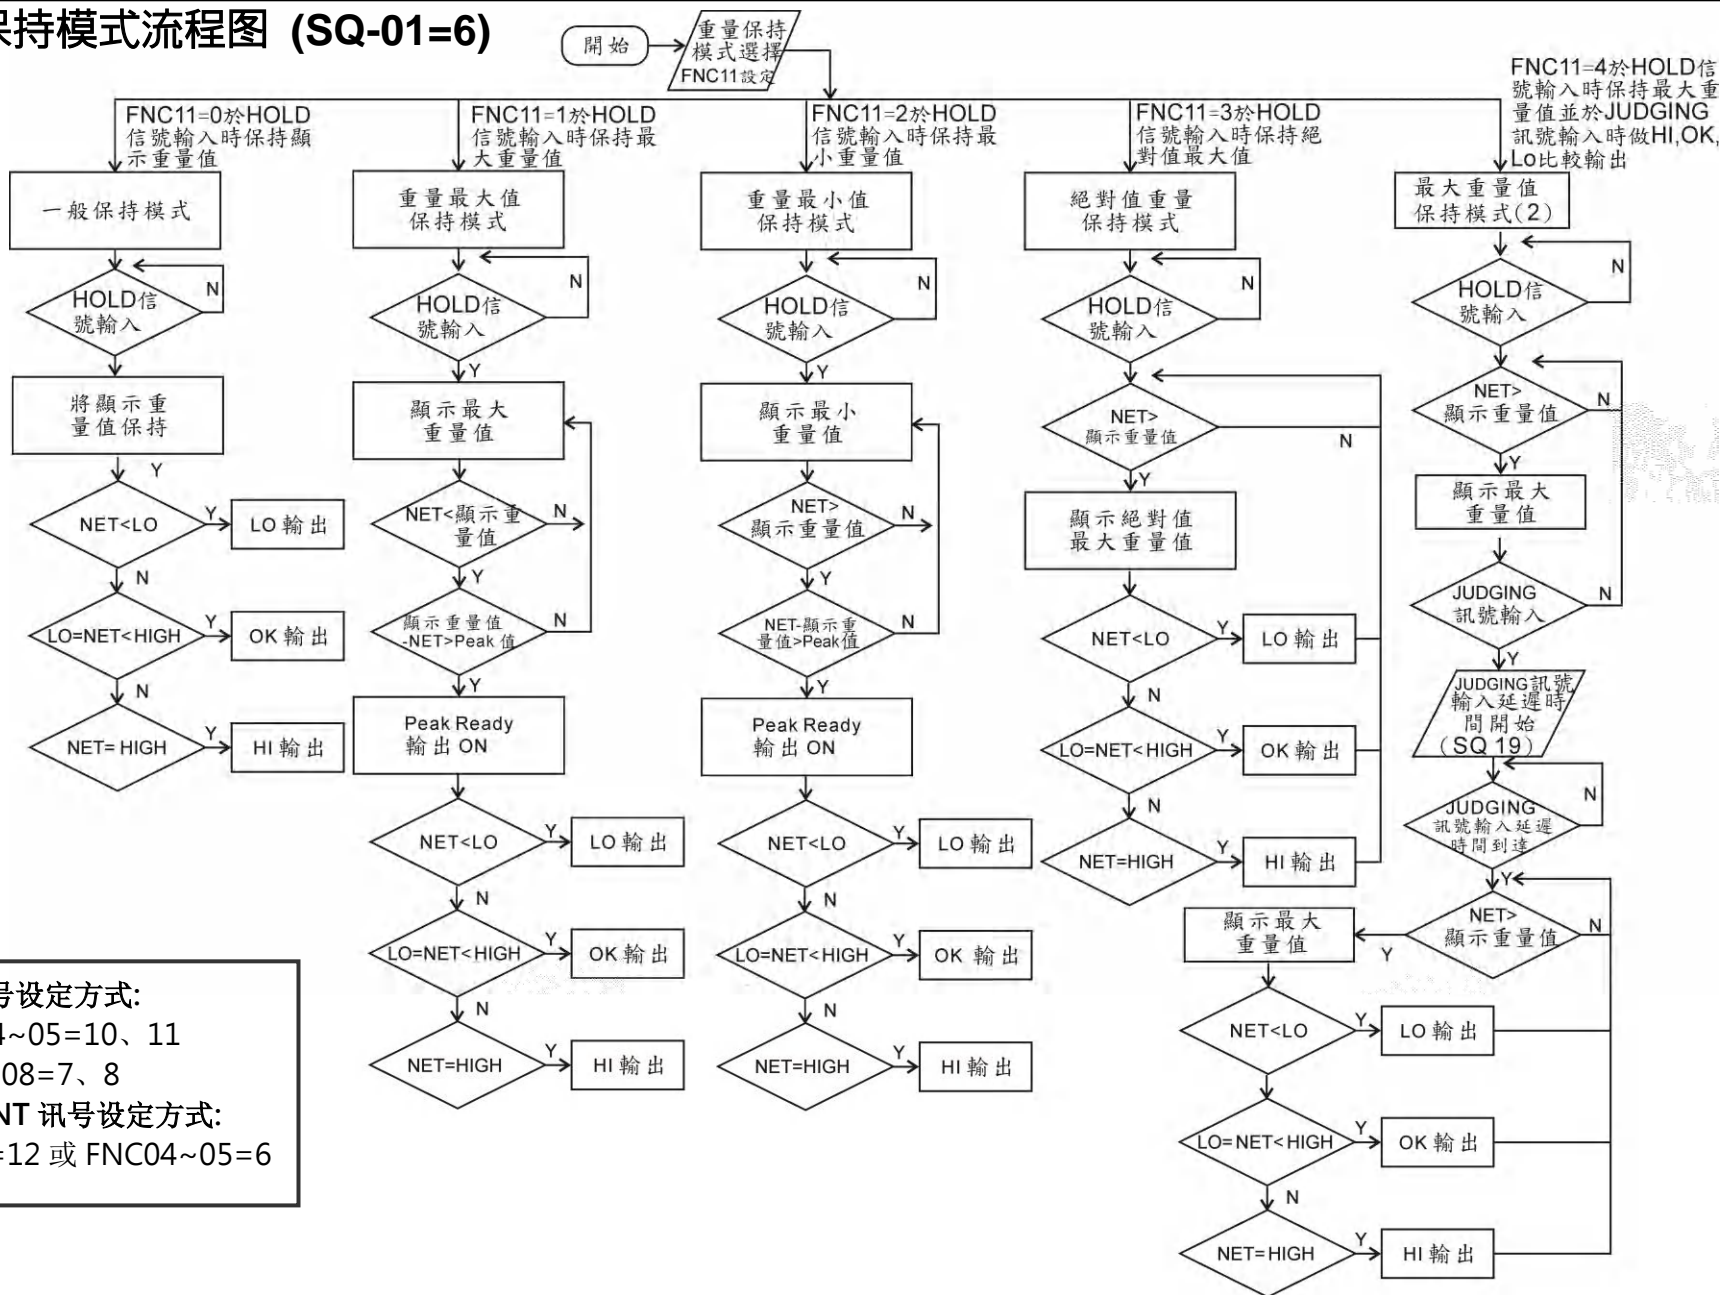 保持模式流程图 (SQ-01=6)
開始
重量保持
模式選擇
FNC11設定
FNC11=0於HOLD
信號輸入時保持顯
示重量值
一般保持模式
HOLD信
號輸入
N
將顯示重
量值保持
Y
NET<LO
Y
LO 輸出
N
LO=NET<HIGH
Y
OK 輸出
N
NET= HIGH
Y
HI 輸出
FNC11=1於HOLD
信號輸入時保持最
大重量值
重量最大值
保持模式
HOLD信
號輸入
N
Y
顯示最大
重量值
NET<顯示重
量值
N
Y
顯示重量值
-NET>Peak 值
N
Y
Peak Ready
輸出 ON
NET<LO
Y
LO 輸出
N
LO=NET<HIGH
Y
OK 輸出
N
NET=HIGH
Y
HI 輸出
FNC11=2於HOLD
信號輸入時保持最
小重量值
重量最小值
保持模式
HOLD信
號輸入
N
Y
顯示最小
重量值
NET>
顯示重量值
N
Y
NET-顯示重
量值>Peak值
N
Y
Peak Ready
輸出 ON
NET<LO
Y
LO 輸出
N
LO=NET<HIGH
Y
OK 輸出
N
NET=HIGH
Y
HI 輸出
FNC11=3於HOLD
信號輸入時保持絕
對值最大值
絕對值重量
保持模式
HOLD信
號輸入
N
NET>
顯示重量值
N
Y
顯示絕對值
最大重量值
NET<LO
Y
LO 輸出
N
LO=NET<HIGH
Y
OK 輸出
N
NET=HIGH
Y
HI 輸出
FNC11=4於HOLD信
號輸入時保持最大重
量值並於JUDGING
訊號輸入時做HI,OK,
Lo比較輸出
最大重量值
保持模式(2)
HOLD信
號輸入
N
NET>
顯示重量值
N
Y
顯示最大
重量值
JUDGING
訊號輸入
N
Y
JUDGING訊號
輸入延遲時
間開始
(SQ 19)
JUDGING
訊號輸入延遲
時間到達
N
Y
NET>
顯示重量值
N
Y
顯示最大
重量值
NET<LO
Y
LO 輸出
LO=NET<HIGH
Y
OK 輸出
N
NET=HIGH
Y
HI 輸出
号设定方式:
4~05=10、11
08=7、8
NT 讯号设定方式:
=12 或 FNC04~05=6